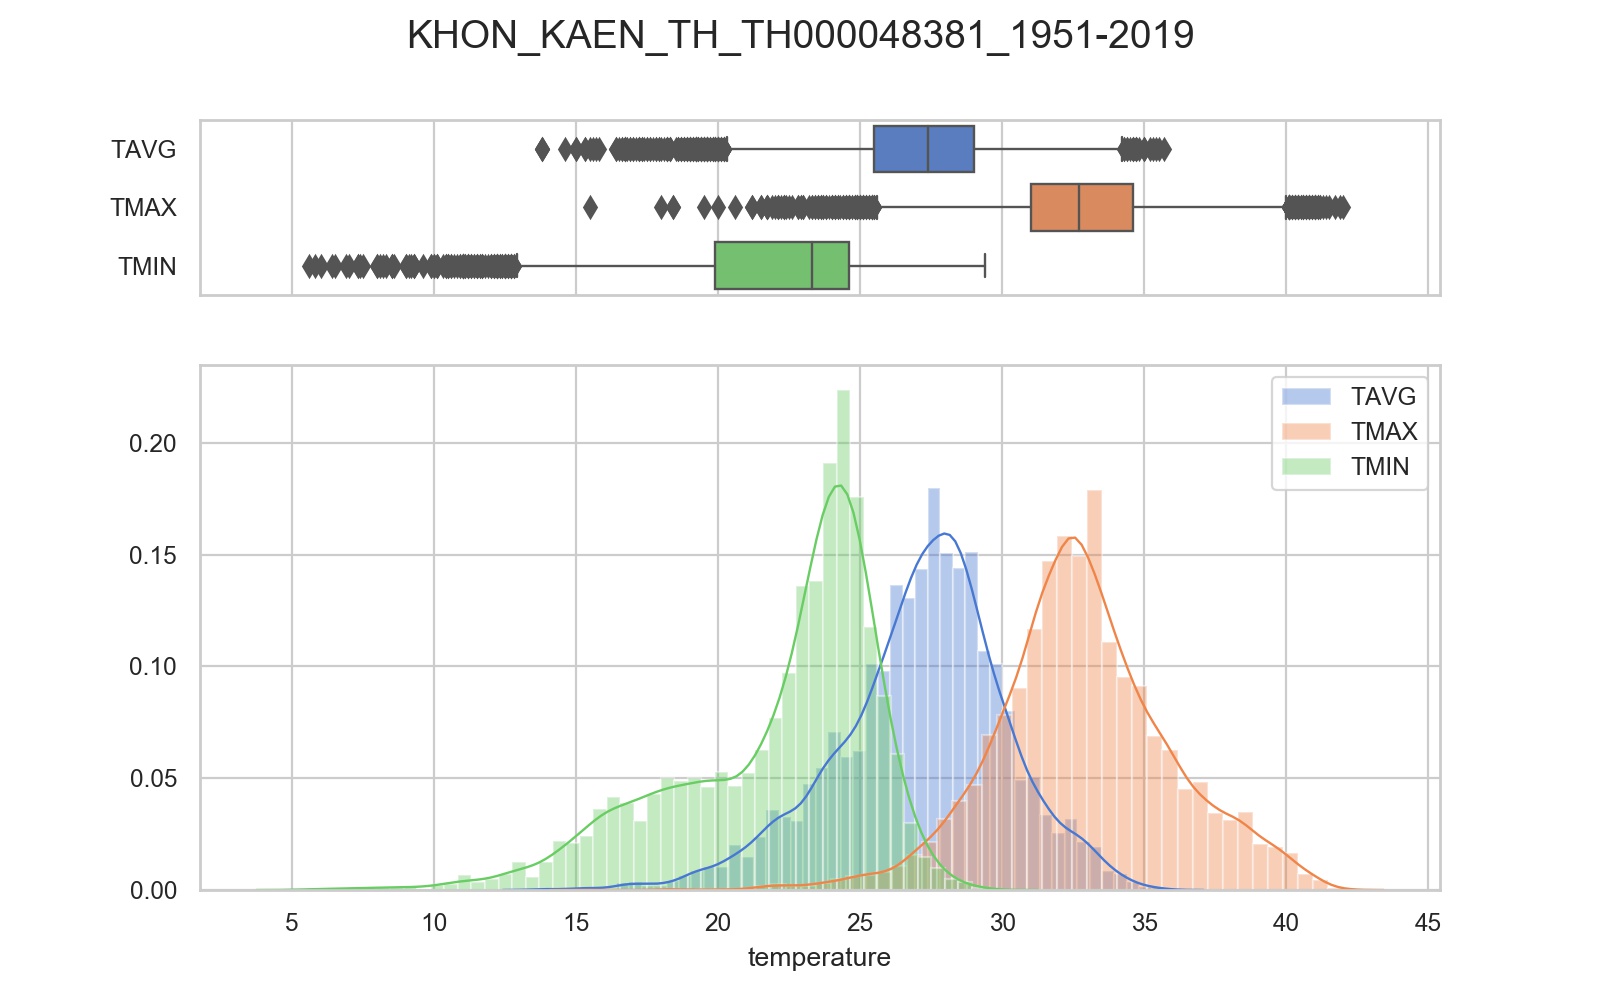 KHON_KAEN_TH_TH000048381_1951-2019
TAVG
TMAX
TMIN
TAVG
TMAX
TMIN
0.20
0.15
0.10
0.05
0.00
5 10 15 20 25 30 35 40 45
temperature